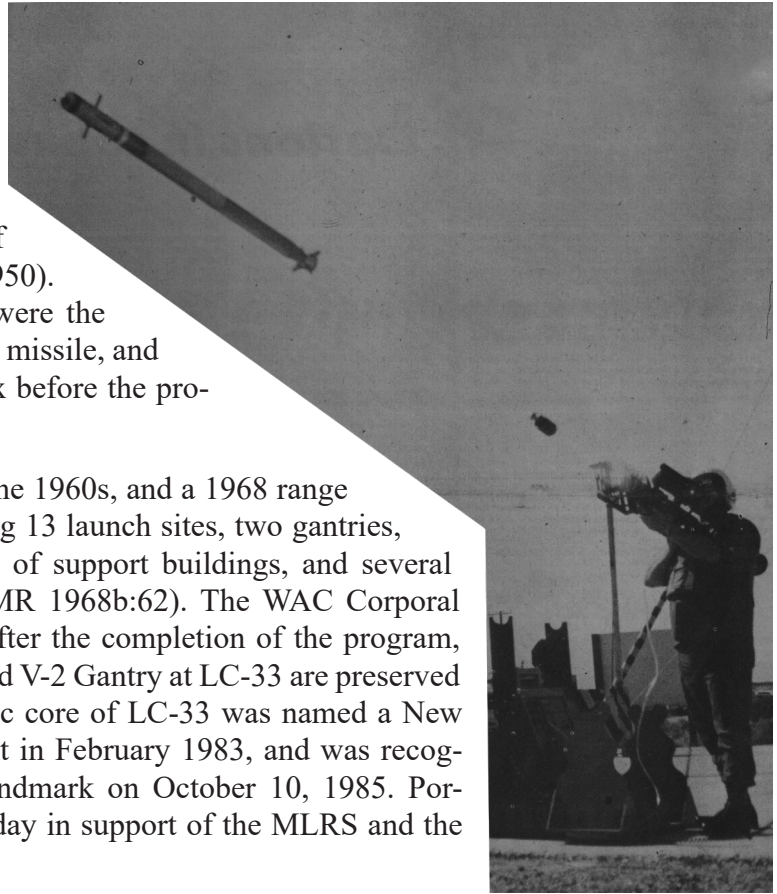 f
950).
were the
missile, and
before the pro-
he 1960s, and a 1968 range
g 13 launch sites, two gantries,
of support buildings, and several
MR 1968b:62). The WAC Corporal
fter the completion of the program,
d V-2 Gantry at LC-33 are preserved
c core of LC-33 was named a New
t in February 1983, and was recog-
ndmark on October 10, 1985. Por-
day in support of the MLRS and the